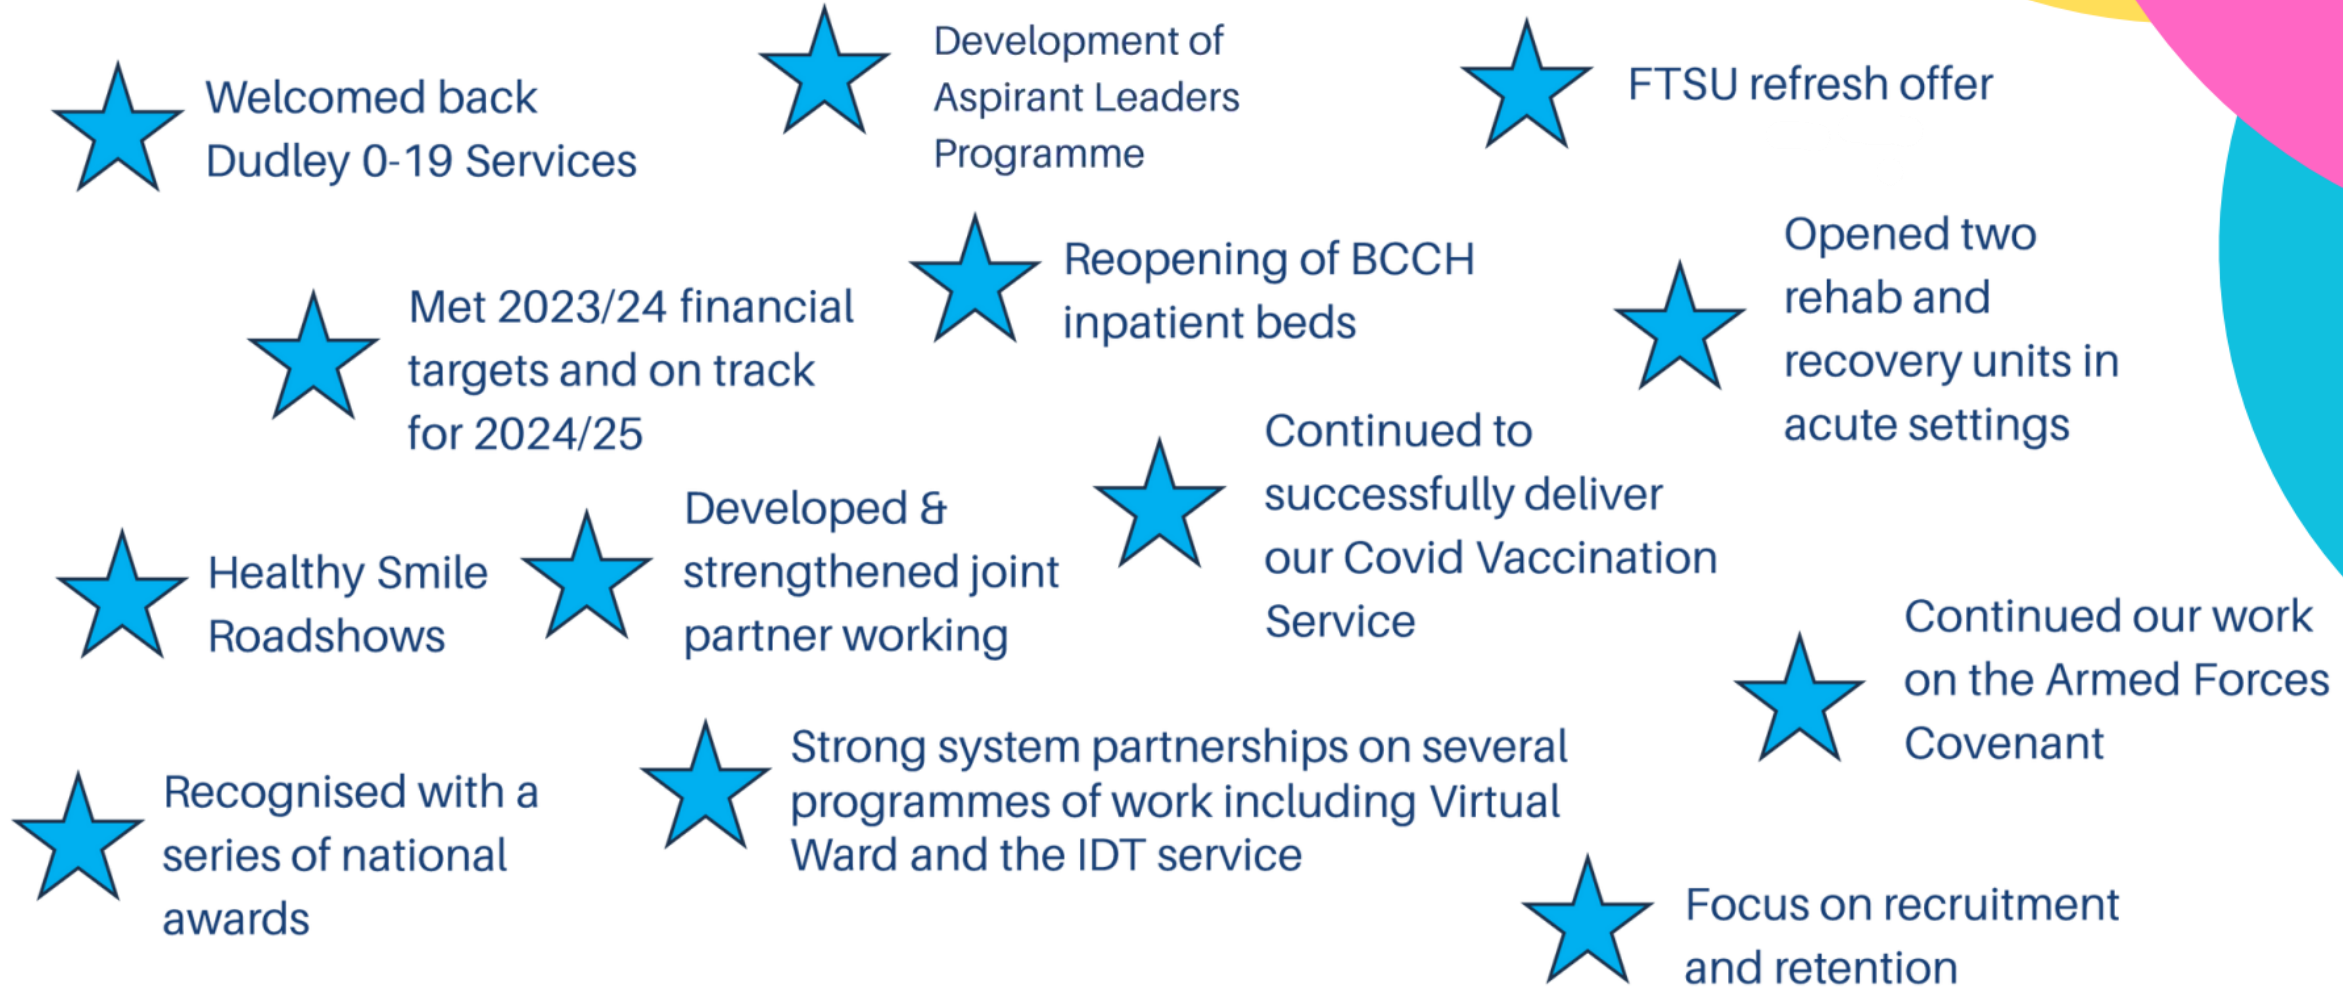 Welcomed back
Dudley 0-19 Services
Development of
Aspirant Leaders
Programme
FTSU refresh offer
Met 2023/24 financial
targets and on track
for 2024/25
Reopening of BCCH
inpatient beds
Opened two
rehab and
recovery units in
acute settings
Healthy Smile
Roadshows
Developed &
strengthened joint
partner working
Continued to
successfully deliver
our Covid Vaccination
Service
Continued our work
on the Armed Forces
Covenant
Recognised with a
series of national
awards
Strong system partnerships on several
programmes of work including Virtual
Ward and the IDT service
Focus on recruitment
and retention